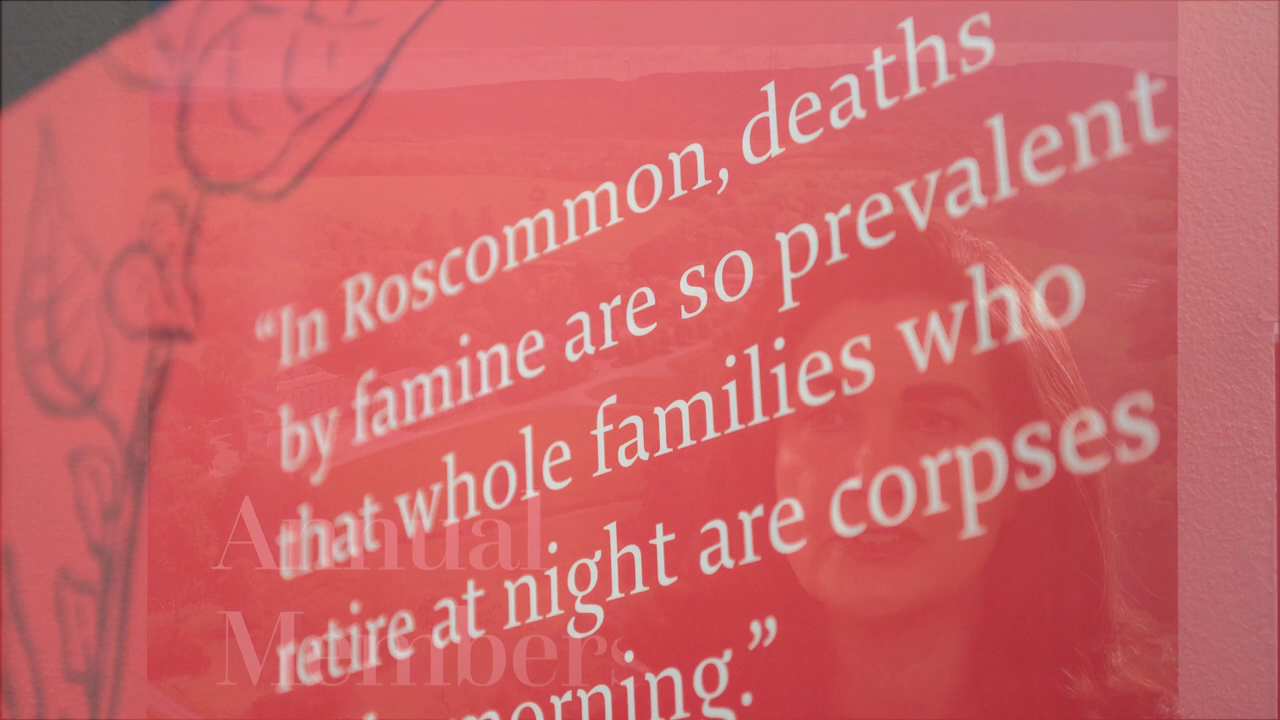 “In Roscommon, deaths
by famine are so prevalent
that whole families who
retire at night are corpses
morning.”
Annual
Members